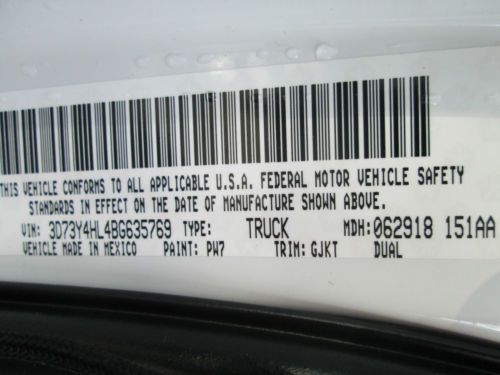 THIS VEHICLE CONFORMS TO ALL APPLICABLE U.S.A. FEDERAL MOTOR VEHICLE SAFETY
STANDARDS IN EFFECT ON THE DATE OF MANUFACTURE SHOWN ABOVE.
VIN: 3D73Y4HL4BG635769 TYPE: TRUCK MDH: 062918 151AA
VEHICLE MADE IN MEXICO PAINT: PW7 TRIM: GJKT DUAL